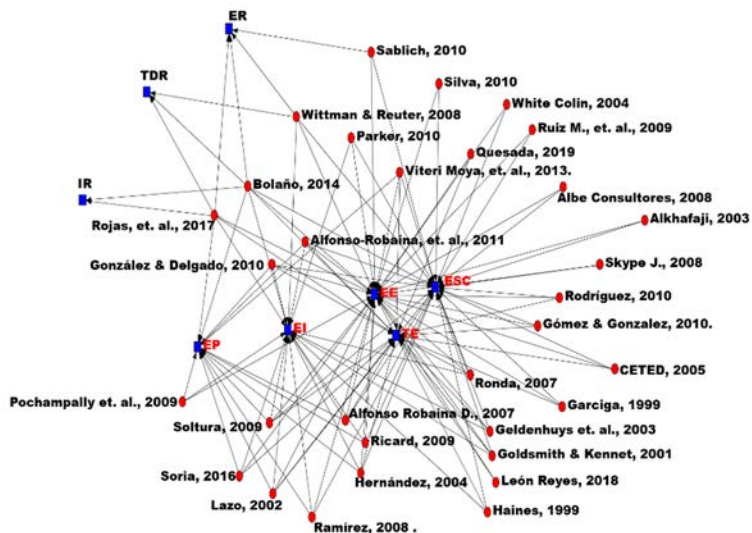 ER
Sablich, 2010
TDR
Silva, 2010
White Colin, 2004
Wittman & Reuter, 2008
Ruiz M., et. al., 2009
Parker, 2010
Quesada, 2019
Viteri Moya, et. al., 2013.
IR
Bolaño, 2014
Albe Consultores, 2008
Rojas, et. al., 2017
Alkhafaji, 2003
Alfonso-Robaina, et. al., 2011
González & Delgado, 2010
Skype J., 2008
ESC
EE
Rodríguez, 2010
EI
TE
Gómez & Gonzalez, 2010.
EP
CETED, 2005
Ronda, 2007
Pochampally et. al., 2009
Garciga, 1999
Alfonso Robaina D., 2007
Soltura, 2009
Geldenhuys et. al., 2003
Ricard, 2009
Goldsmith & Kennet, 2001
Soria, 2016
Hernández, 2004
León Reyes, 2018
Lazo, 2002
Haines, 1999
Ramírez, 2008 .